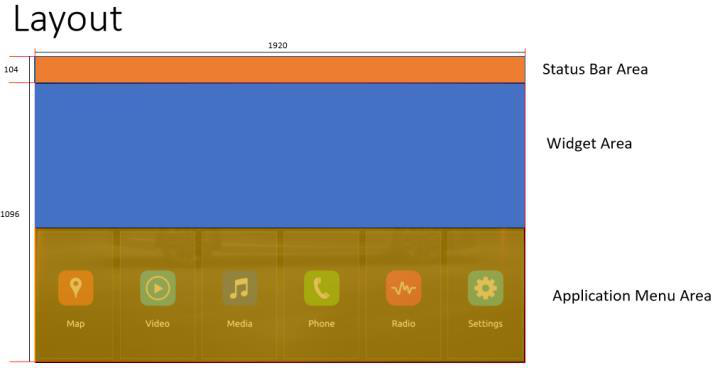 Layout
1920
104
Status Bar Area
Widget Area
1096
Application Menu Area
Map
Video
Media
Phone
Radio
Settings